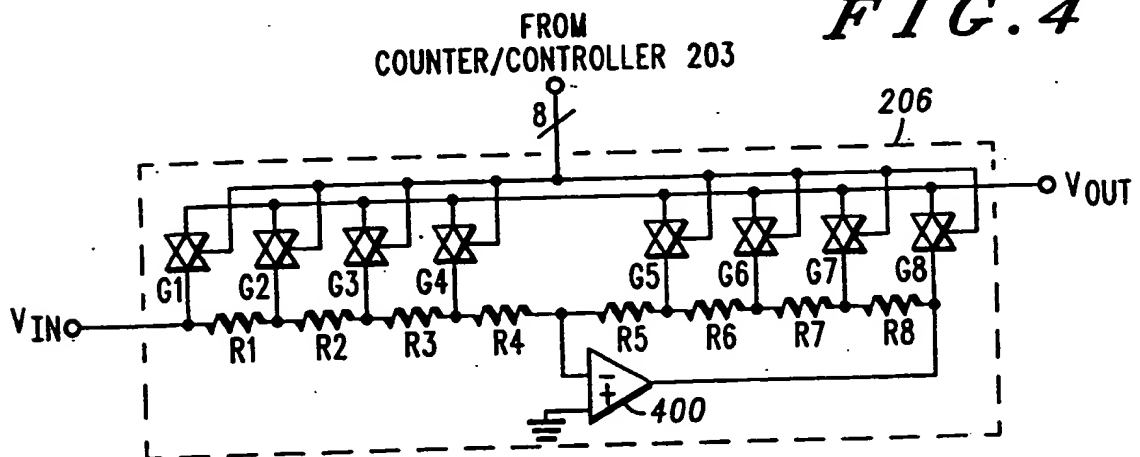 FIG. 4
FROM
COUNTER/CONTROLLER 203
8
206
VOUT
G1 G2 G3 G4 G5 G6 G7 G8
VIN
R1 R2 R3 R4 R5 R6 R7 R8
-
+
400